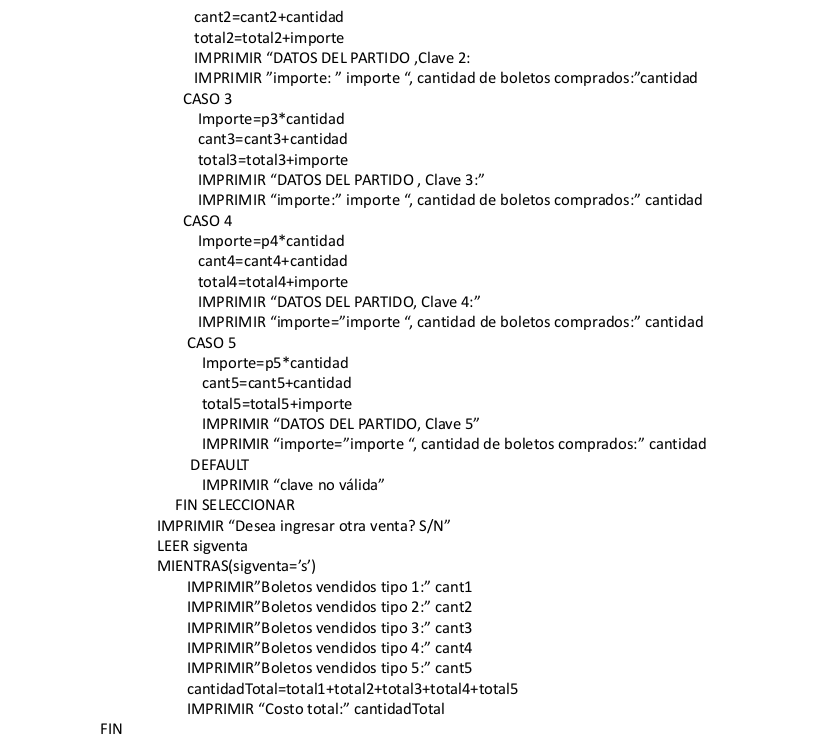 cant2=cant2+cantidad
total2=total2+importe
IMPRIMIR “DATOS DEL PARTIDO ,Clave 2:
IMPRIMIR ”importe: ” importe “, cantidad de boletos comprados:”cantidad
CASO 3
Importe=p3*cantidad
cant3=cant3+cantidad
total3=total3+importe
IMPRIMIR “DATOS DEL PARTIDO , Clave 3:”
IMPRIMIR “importe:” importe “, cantidad de boletos comprados:” cantidad
CASO 4
Importe=p4*cantidad
cant4=cant4+cantidad
total4=total4+importe
IMPRIMIR “DATOS DEL PARTIDO, Clave 4:”
IMPRIMIR “importe=”importe “, cantidad de boletos comprados:” cantidad
CASO 5
Importe=p5*cantidad
cant5=cant5+cantidad
total5=total5+importe
IMPRIMIR “DATOS DEL PARTIDO, Clave 5”
IMPRIMIR “importe=”importe “, cantidad de boletos comprados:” cantidad
DEFAULT
IMPRIMIR “clave no válida”
FIN SELECCIONAR
IMPRIMIR “Desea ingresar otra venta? S/N”
LEER sigventa
MIENTRAS(sigventa=’s’)
IMPRIMIR”Boletos vendidos tipo 1:” cant1
IMPRIMIR”Boletos vendidos tipo 2:” cant2
IMPRIMIR”Boletos vendidos tipo 3:” cant3
IMPRIMIR”Boletos vendidos tipo 4:” cant4
IMPRIMIR”Boletos vendidos tipo 5:” cant5
cantidadTotal=total1+total2+total3+total4+total5
IMPRIMIR “Costo total:” cantidadTotal
FIN